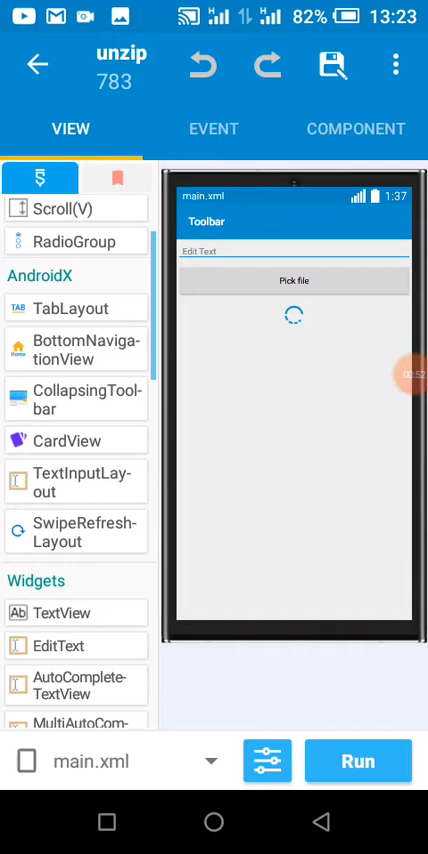 H H 82% 13:23
unzip
783
VIEW EVENT COMPONENT
Scroll(V)
RadioGroup
AndroidX
TAB TabLayout
BottomNaviga-
tionView
Home
CollapsingTool-
bar
CardView
TextInputLay-
out
SwipeRefresh-
Layout
Widgets
Ab TextView
EditText
AutoComplete-
TextView
MultiAutoCom-
main.xml 1:37
Toolbar
Edit Text
Pick file
00:52
main.xml
Run